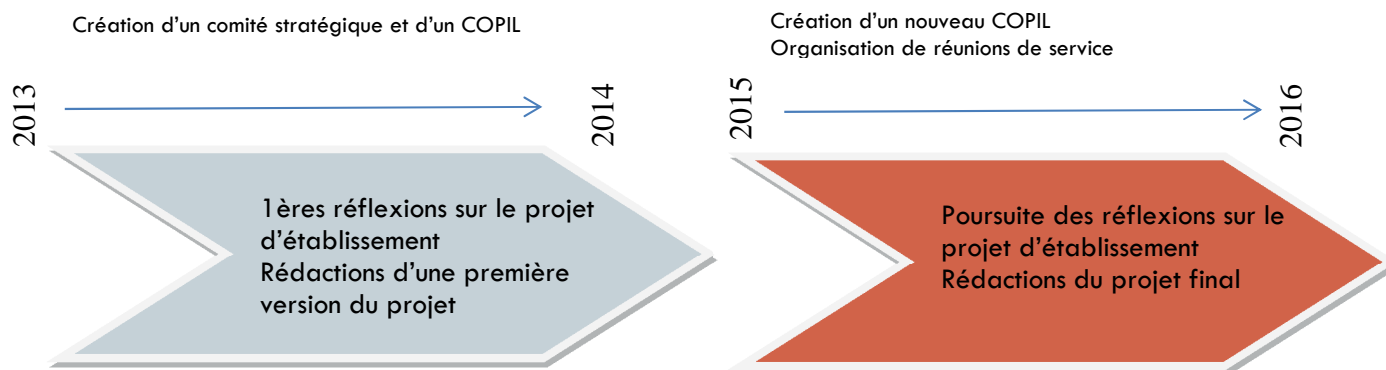 Création d'un comité stratégique et d'un COPIL
2013
2014
1ères réflexions sur le projet
d'établissement
Rédactions d'une première
version du projet
Création d'un nouveau COPIL
Organisation de réunions de service
2015
2016
Poursuite des réflexions sur le
projet d'établissement
Rédactions du projet final